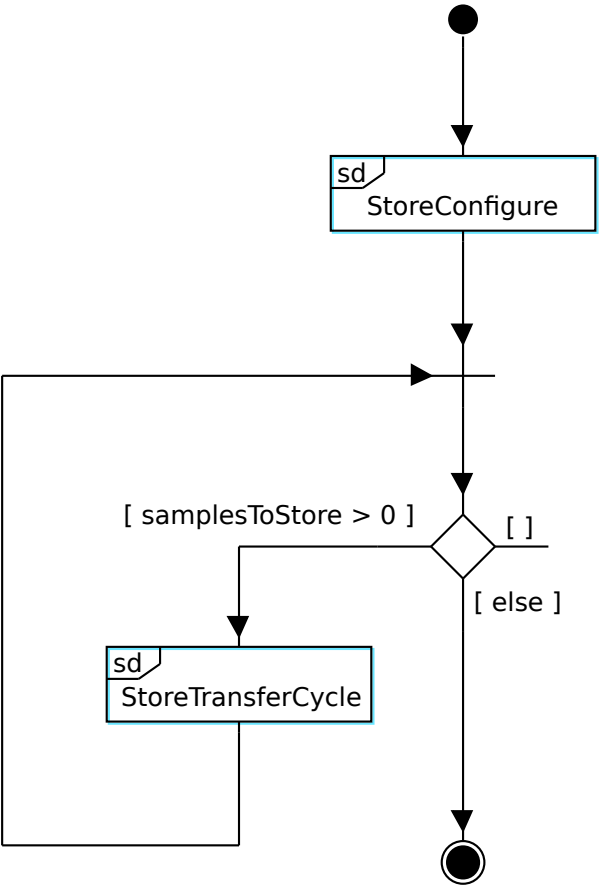 sd
StoreConfigure
[ samplesToStore > 0 ]
[ ]
[ else ]
sd
StoreTransferCycle